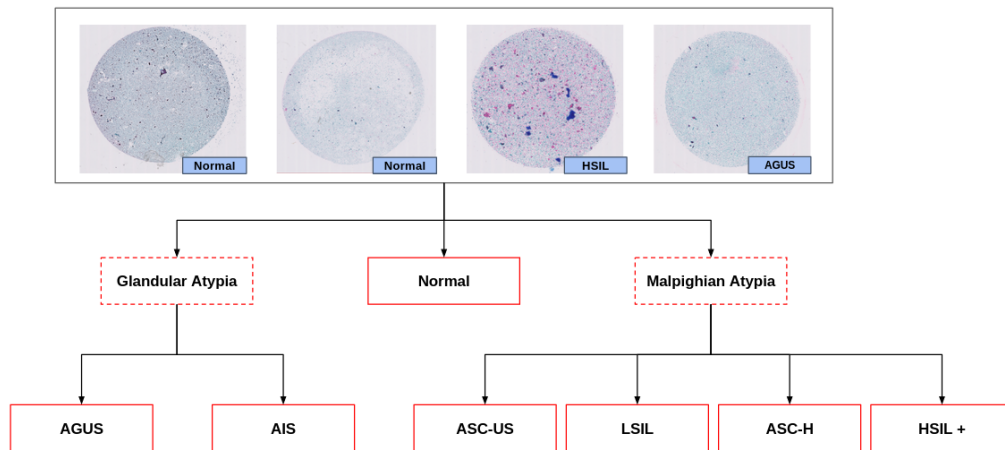 Normal
Normal
HSIL
AGUS
Glandular Atypia
Normal
Malpighian Atypia
AGUS
AIS
ASC-US
LSIL
ASC-H
HSIL +